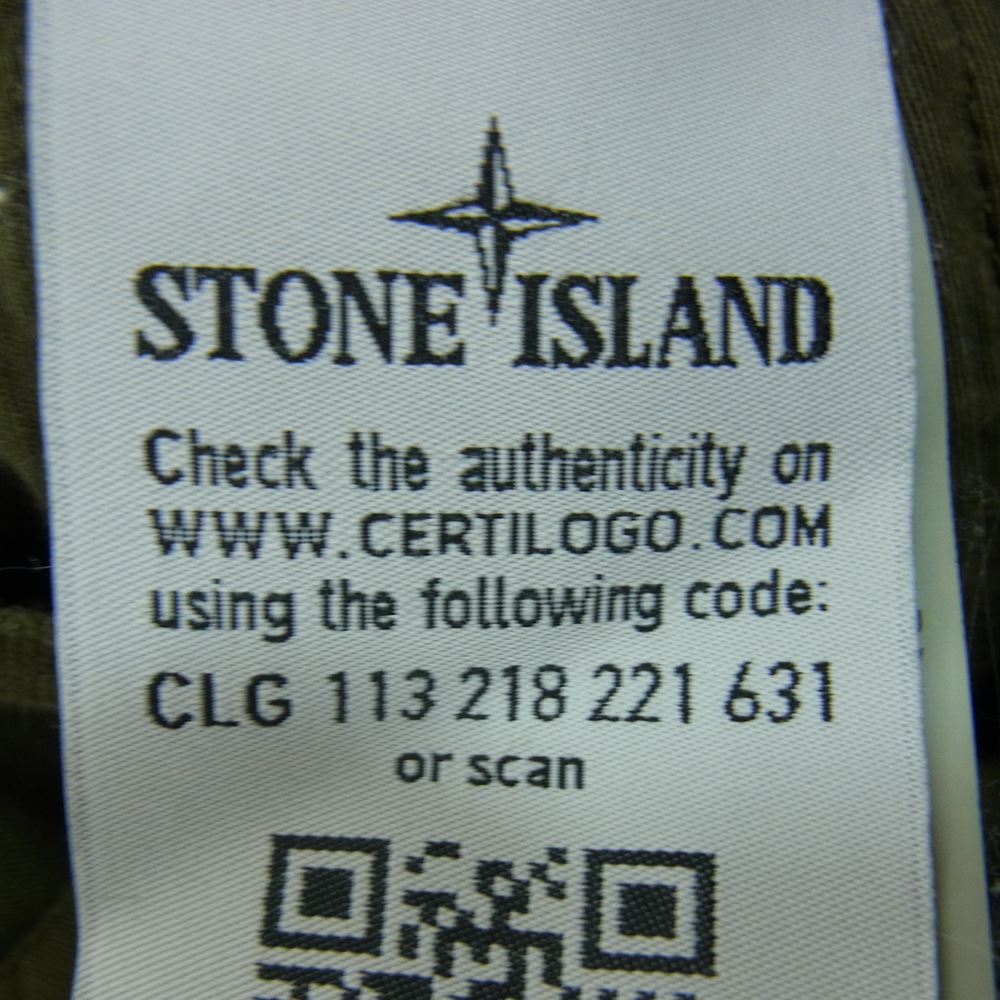 STONE ISLAND
Check the authenticity on
WWW.CERTILOGO.COM
using the following code:
CLG 113 218 221 631
or scan